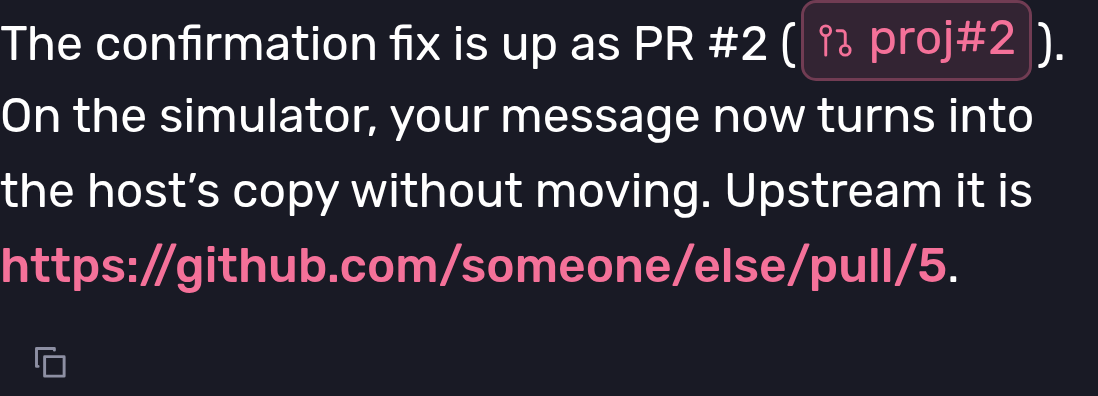 The confirmation fix is up as PR #2 ( proj#2 ).
On the simulator, your message now turns into
the host’s copy without moving. Upstream it is
https://github.com/someone/else/pull/5.